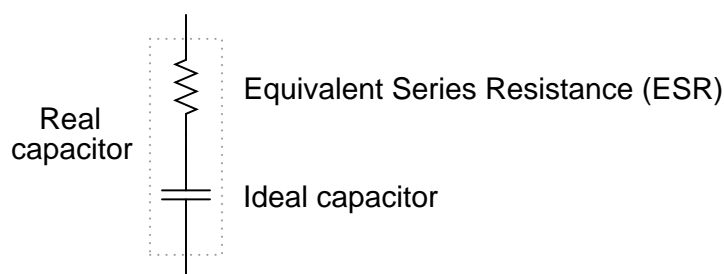 Equivalent Series Resistance (ESR)
Real
capacitor
Ideal capacitor